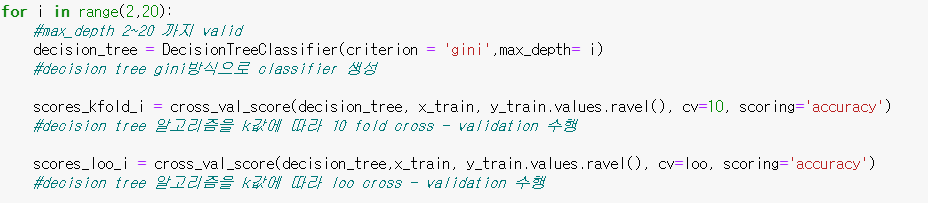 for i in range(2,20):
    #max_depth 2~20 까지 valid
    decision_tree = DecisionTreeClassifier(criterion = 'gini',max_depth= i)
    #decision tree gini방식으로 classifier 생성

    scores_kfold_i = cross_val_score(decision_tree, x_train, y_train.values.ravel(), cv=10, scoring='accuracy')
    #decision tree 알고리즘을 k값에 따라 10 fold cross - validation 수행

    scores_loo_i = cross_val_score(decision_tree,x_train, y_train.values.ravel(), cv=loo, scoring='accuracy')
    #decision tree 알고리즘을 k값에 따라 loo cross - validation 수행